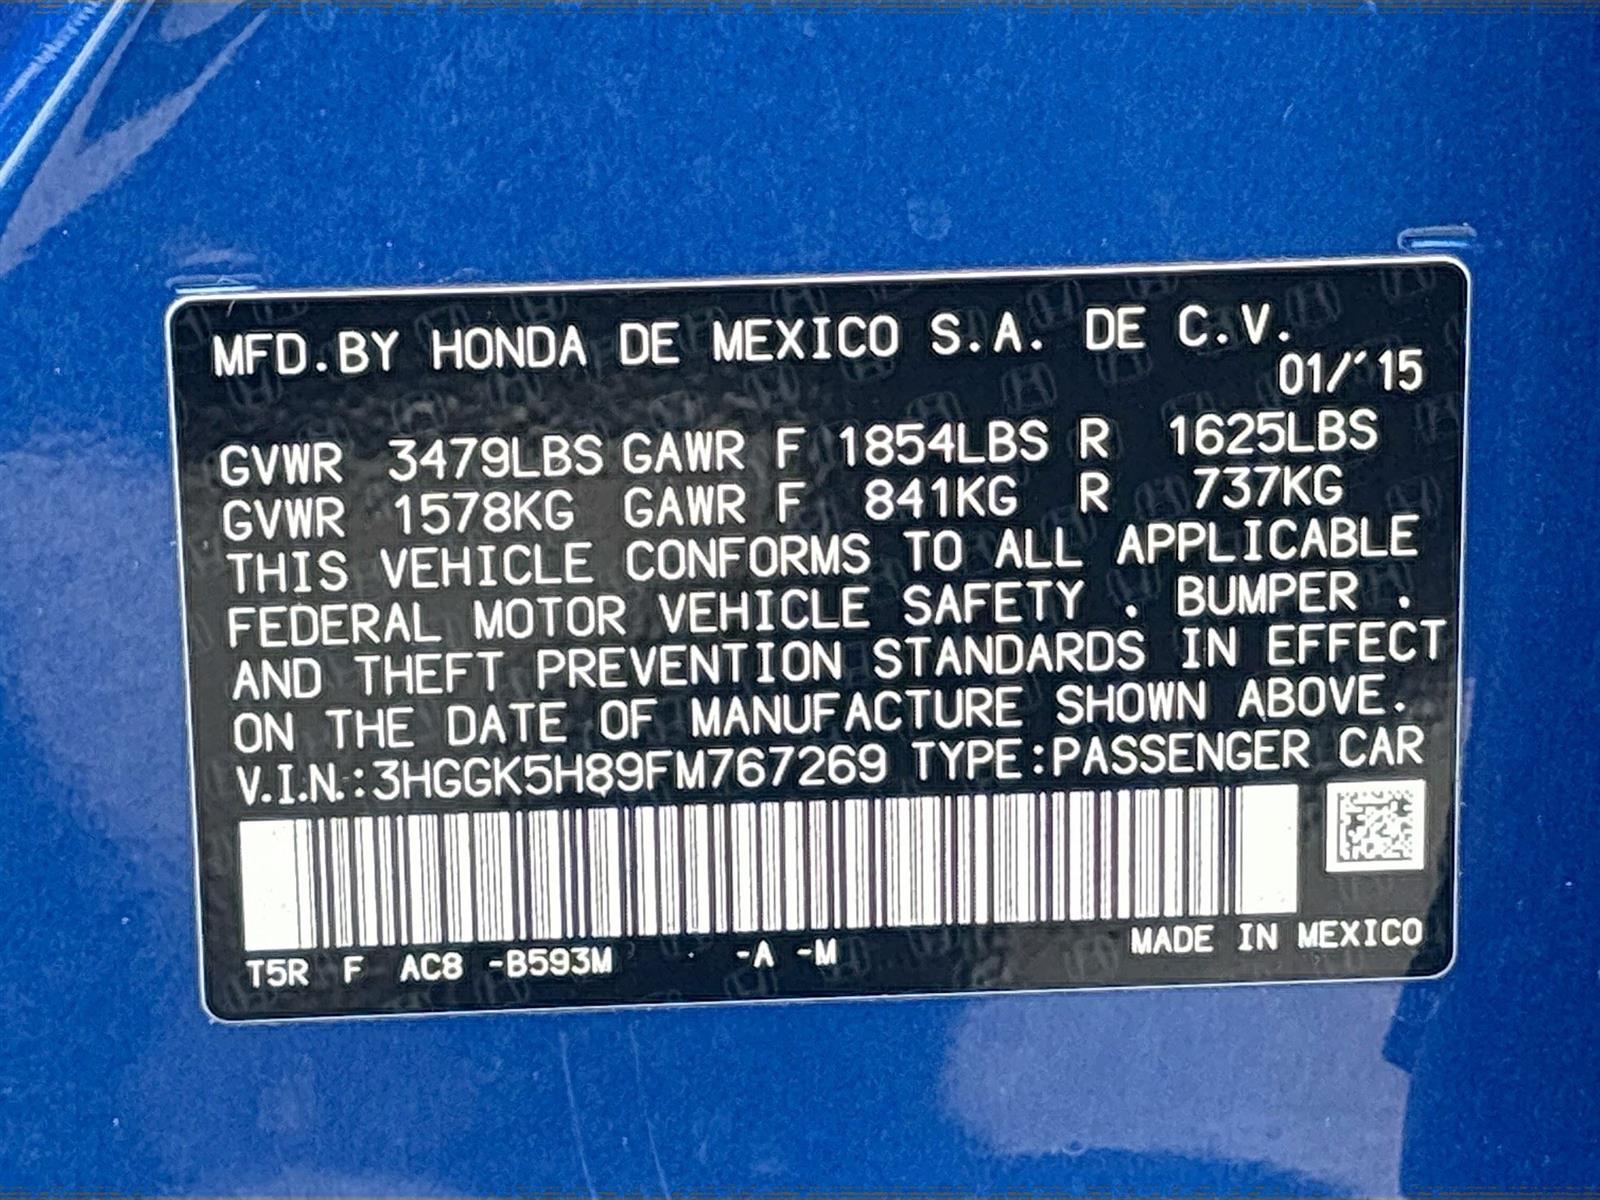 MFD.BY HONDA DE MEXICO S.A. DE C.V.
01/'15
GVWR 3479LBS GAWR F 1854LBS R 1625LBS
GVWR 1578KG GAWR F 841KG R 737KG
THIS VEHICLE CONFORMS TO ALL APPLICABLE
FEDERAL MOTOR VEHICLE SAFETY . BUMPER .
AND THEFT PREVENTION STANDARDS IN EFFECT
ON THE DATE OF MANUFACTURE SHOWN ABOVE.
V.I.N.:3HGGK5H89FM767269 TYPE:PASSENGER CAR
T5R F AC8 -B593M -A -M MADE IN MEXICO